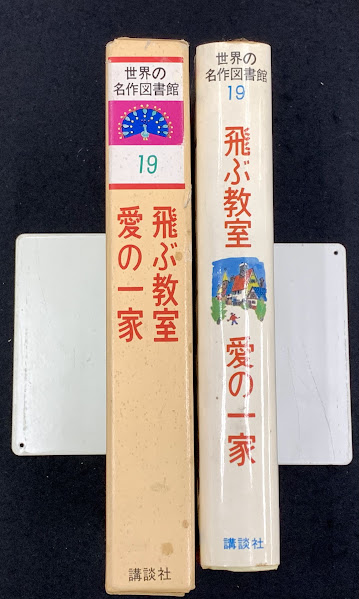 世界の
名作図書館
19
飛ぶ教室
愛の一家
講談社
世界の
名作図書館
19
飛ぶ教室
愛の一家
講談社